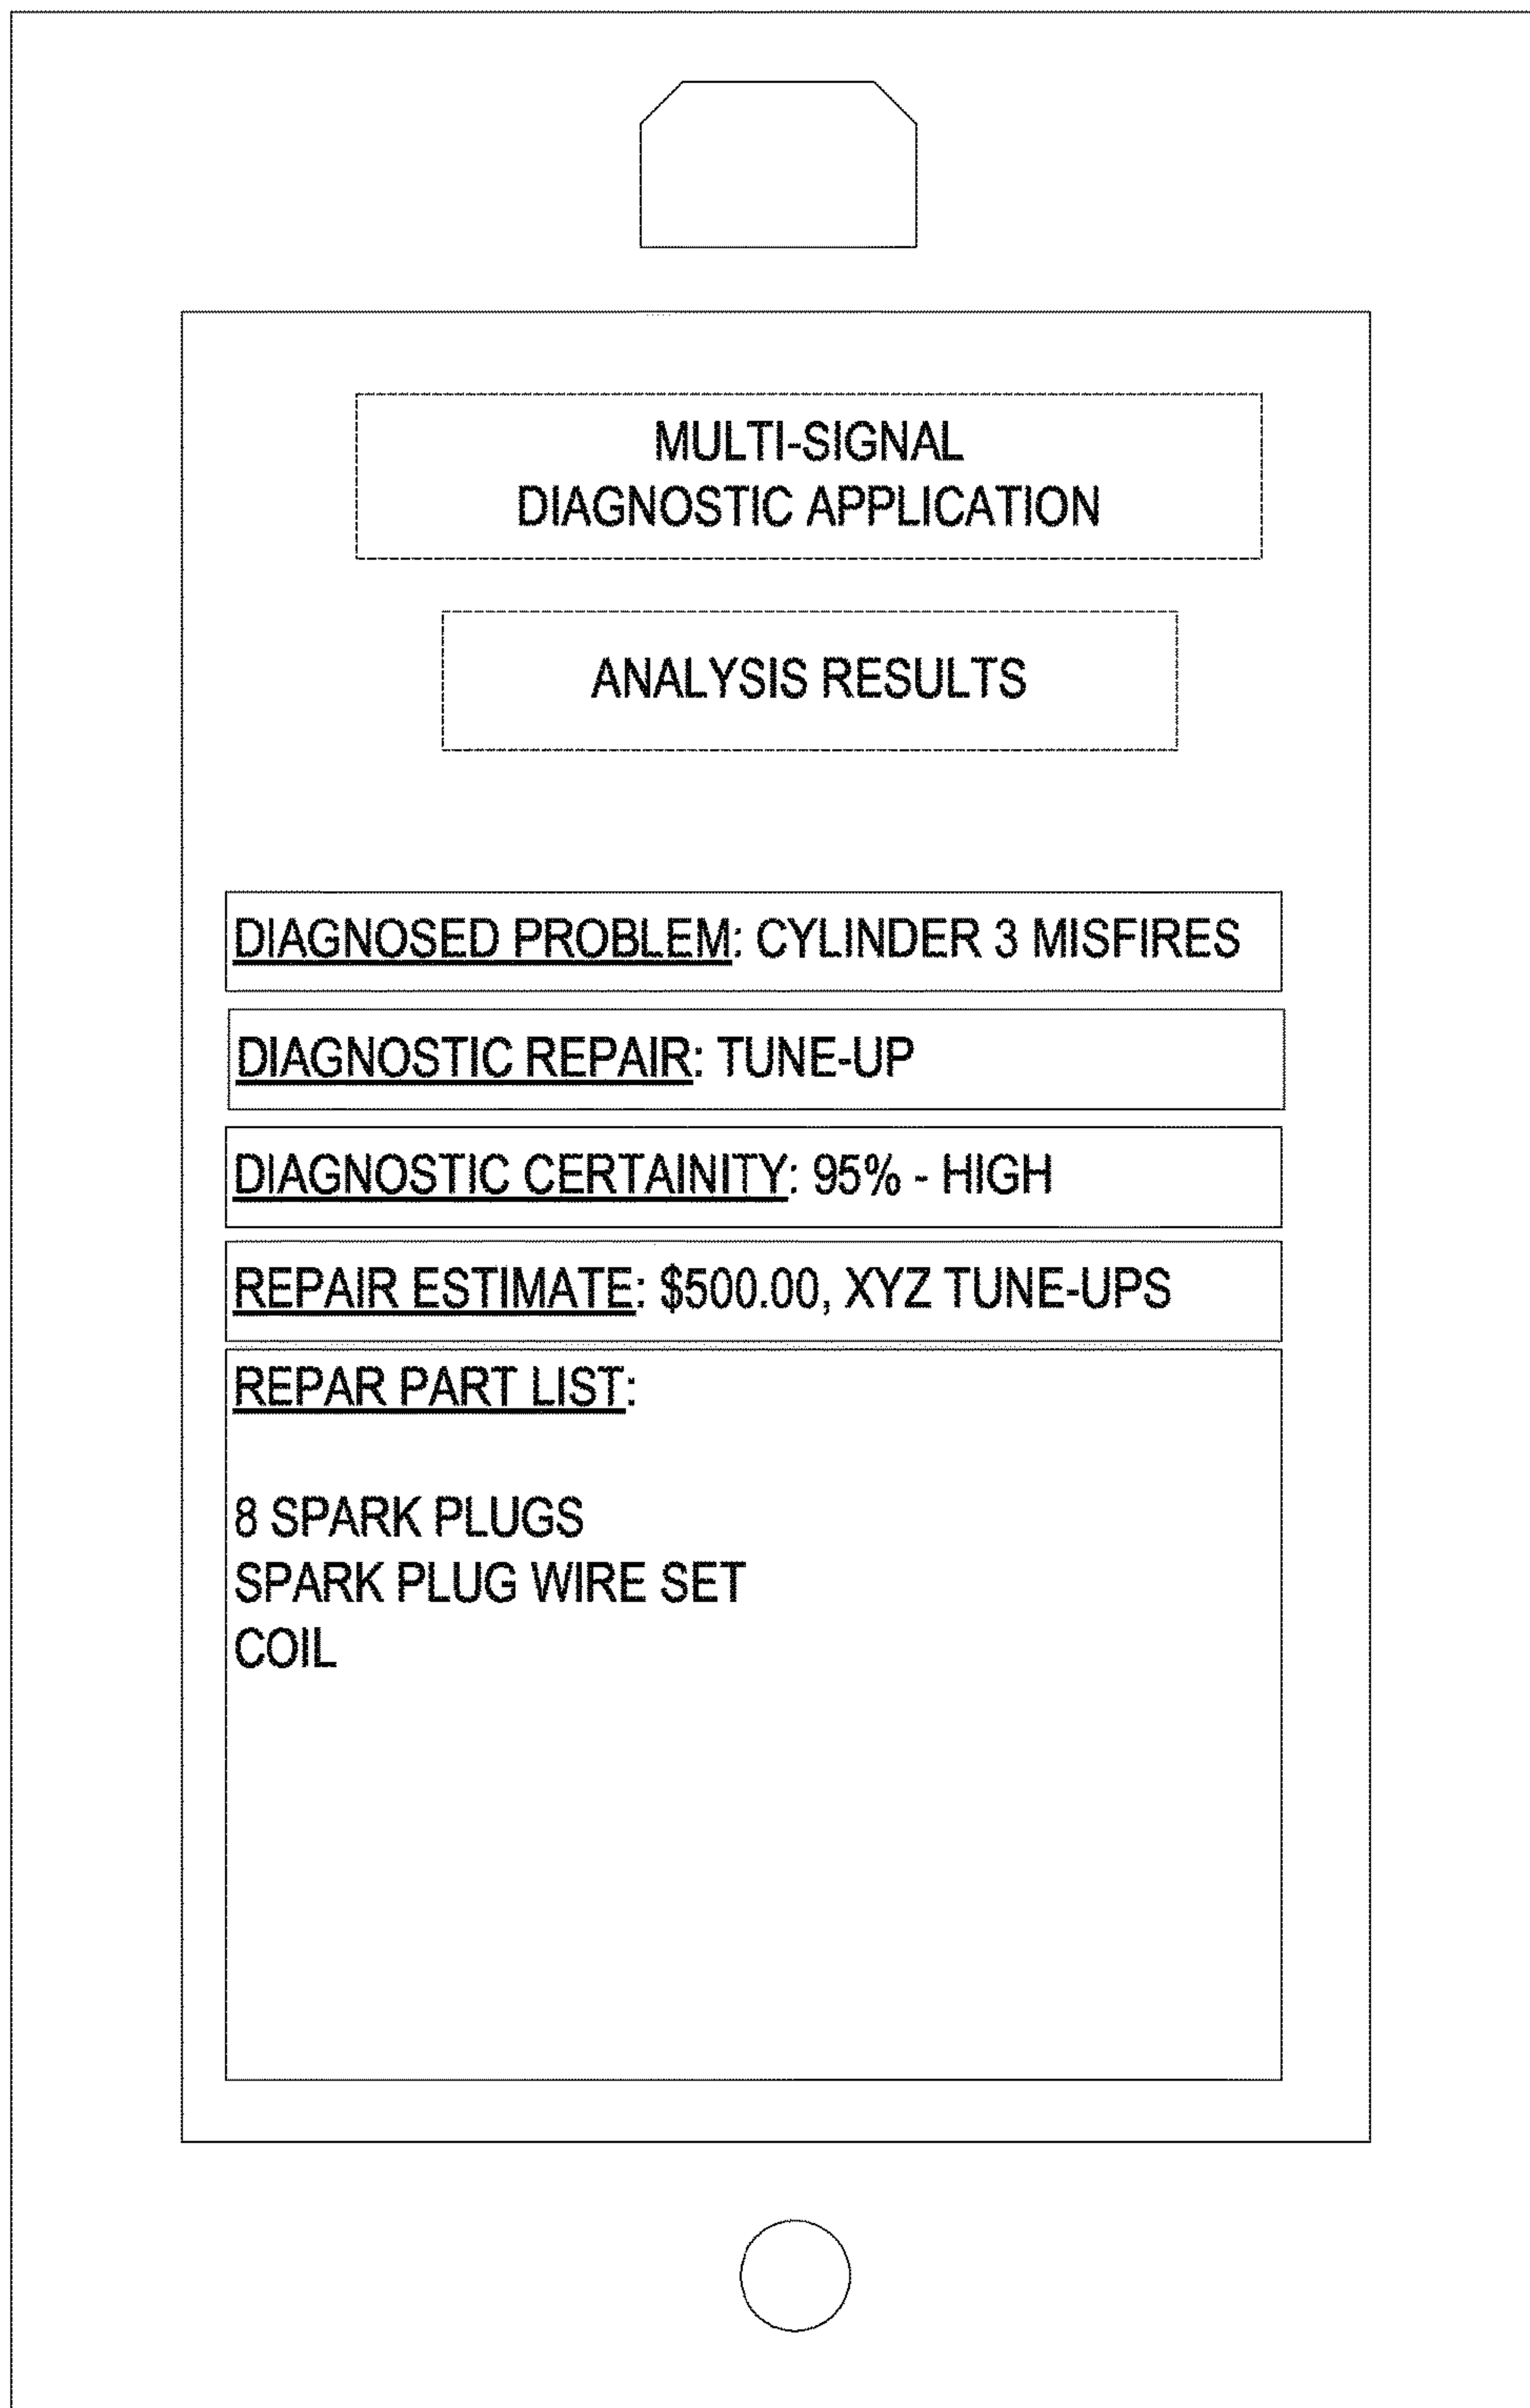 MULTI-SIGNAL
DIAGNOSTIC APPLICATION
ANALYSIS RESULTS
DIAGNOSED PROBLEM: CYLINDER 3 MISFIRES
DIAGNOSTIC REPAIR: TUNE-UP
DIAGNOSTIC CERTAINITY: 95% - HIGH
REPAIR ESTIMATE: $500.00, XYZ TUNE-UPS
REPAR PART LIST:
8 SPARK PLUGS
SPARK PLUG WIRE SET
COIL